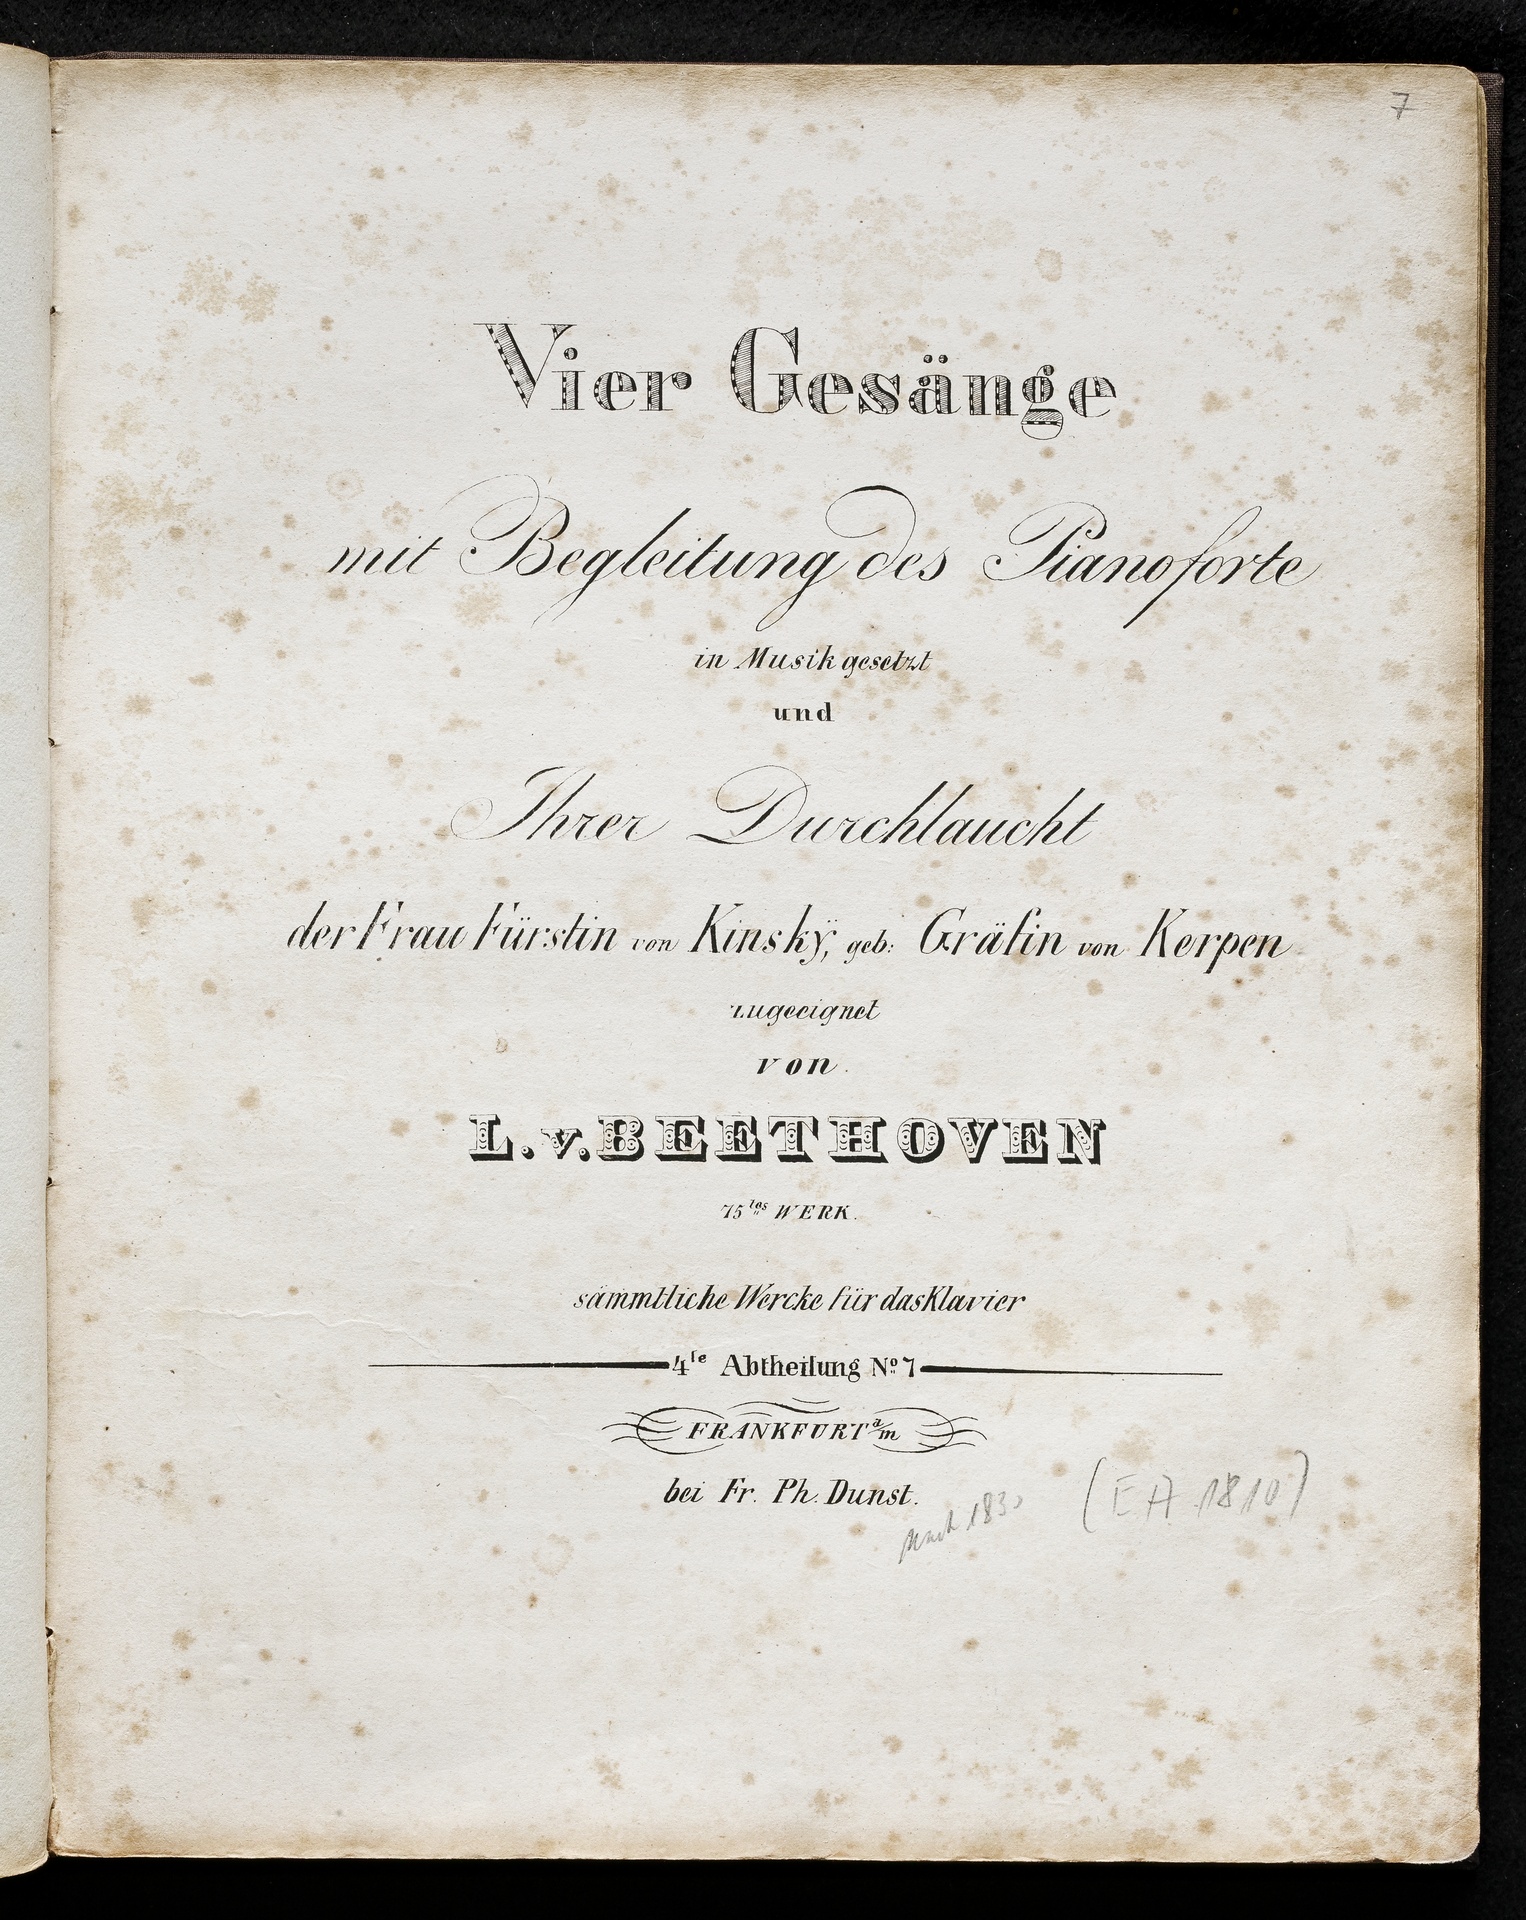 7
Vier Gesänge
mit Begleitung des Pianoforte
in Musik gesetzt
und
Ihrer Durchlaucht
der Frau Fürstin von Kinskÿ, geb: Gräfin von Kerpen
zugeeignet
von
L. v. BEETHOVEN
75tes WERK.
sämmtliche Wercke für das Klavier
4te Abtheilung No 7
FRANKFURT a/m
bei Fr. Ph. Dunst.
nach 1830
(EA 1810)